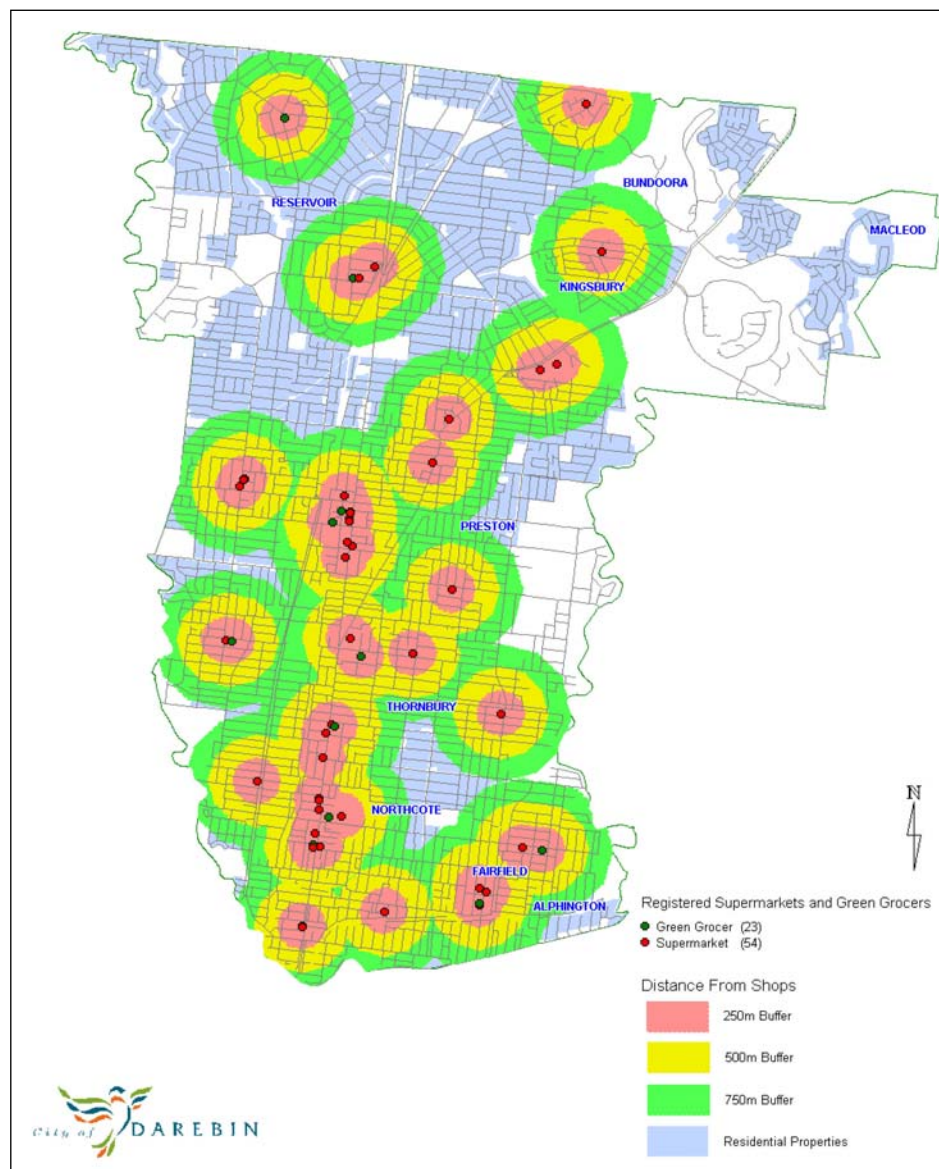 BUNDOORA
RESERVOIR
MACLEOD
KINGSBURY
PRESTON
THORNBURY
NORTHCOTE
FAIRFIELD
ALPHINGTON
N
Registered Supermarkets and Green Grocers
Green Grocer (23)
Supermarket (54)
Distance From Shops
250m Buffer
500m Buffer
750m Buffer
Residential Properties
City of DAREBIN